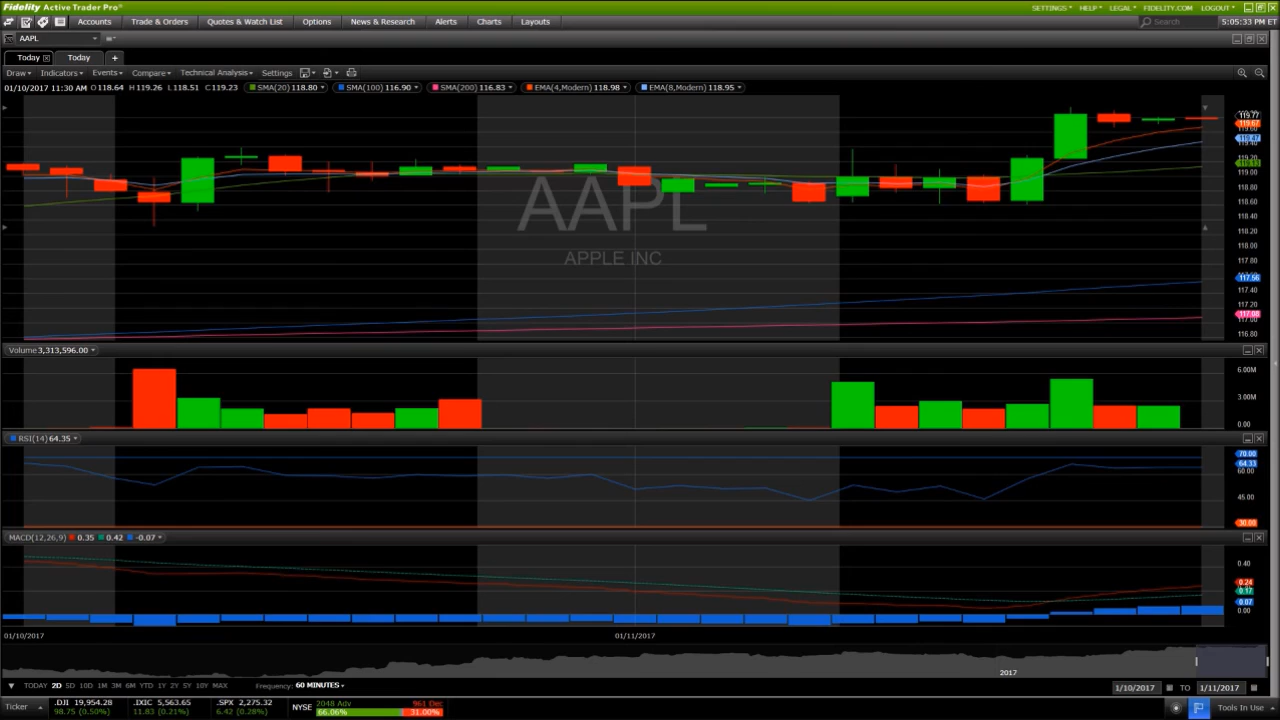 Fidelity Active Trader Pro®
SETTINGS HELP LEGAL FIDELITY.COM LOGOUT
Accounts Trade & Orders Quotes & Watch List Options News & Research Alerts Charts Layouts
Search 5:05:33 PM ET
AAPL
Today Today +
Draw Indicators Events Compare Technical Analysis Settings
01/10/2017 11:30 AM O 118.64 H 119.26 L 118.51 C 119.23 SMA(20) 118.80 SMA(100) 116.90 SMA(200) 116.83 EMA(4,Modern) 118.98 EMA(8,Modern) 118.95
119.77
119.67
119.60
119.47
119.40
119.20
119.00
118.80
118.60
118.40
118.20
118.00
117.80
117.56
117.40
117.20
117.08
117.00
116.80
AAPL
APPLE INC
Volume 3,313,596.00
6.00M
3.00M
0.00
RSI(14) 64.35
70.00
64.33
60.00
45.00
30.00
MACD(12,26,9) 0.35 0.42 -0.07
0.40
0.24
0.17
0.07
0.00
01/10/2017 01/11/2017
2017
TODAY 2D 5D 10D 1M 3M 6M YTD 1Y 2Y 5Y 10Y MAX Frequency: 60 MINUTES
1/10/2017 TO 1/11/2017
Ticker .DJI 19,954.28 .IXIC 5,563.65 .SPX 2,275.32 NYSE 2048 Adv 961 Dec
98.75 (0.50%) 11.83 (0.21%) 6.42 (0.28%) 66.06% 31.00%
Tools In Use